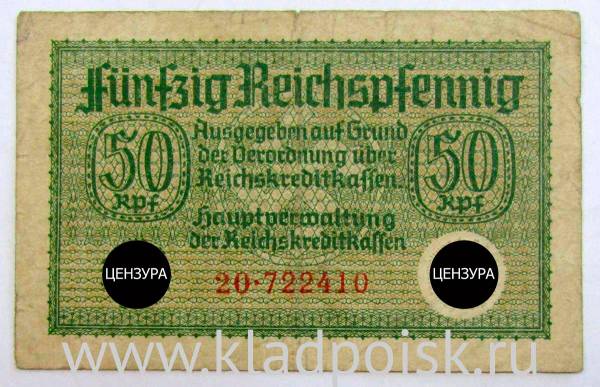 Fünfzig Reichspfennig
50 Rpf
Ausgegeben auf Grund
der Verordnung über
Reichskreditkassen.
50 Rpf
Hauptverwaltung
der Reichskreditkassen
ЦЕНЗУРА
20·722410
ЦЕНЗУРА
www.kladpoisk.ru